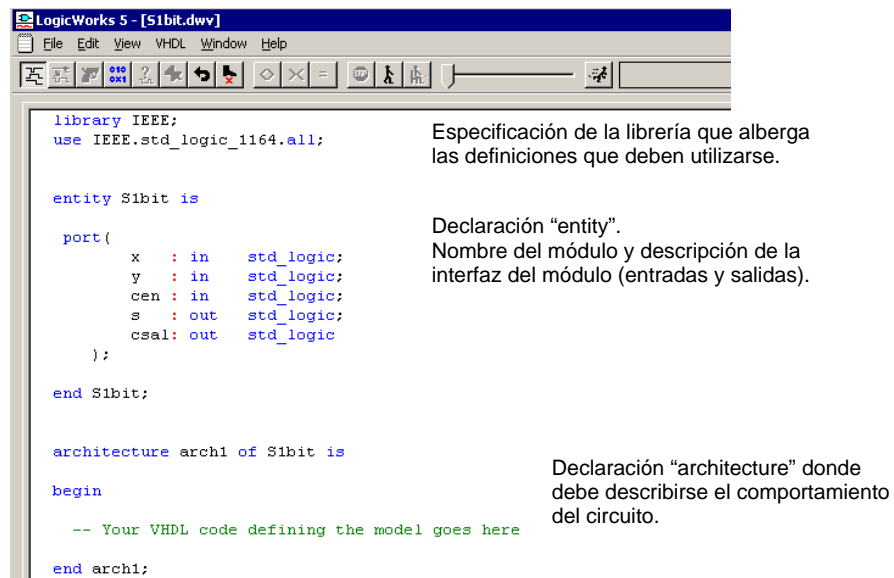 LogicWorks 5 - [S1bit.dwv]
File Edit View VHDL Window Help
library IEEE;
use IEEE.std_logic_1164.all;
Especificación de la librería que alberga
las definiciones que deben utilizarse.
entity S1bit is
port(
x : in std_logic;
y : in std_logic;
cen : in std_logic;
s : out std_logic;
csal: out std_logic
);
Declaración “entity”.
Nombre del módulo y descripción de la
interfaz del módulo (entradas y salidas).
end S1bit;
architecture arch1 of S1bit is
begin
-- Your VHDL code defining the model goes here
end arch1;
Declaración “architecture” donde
debe describirse el comportamiento
del circuito.